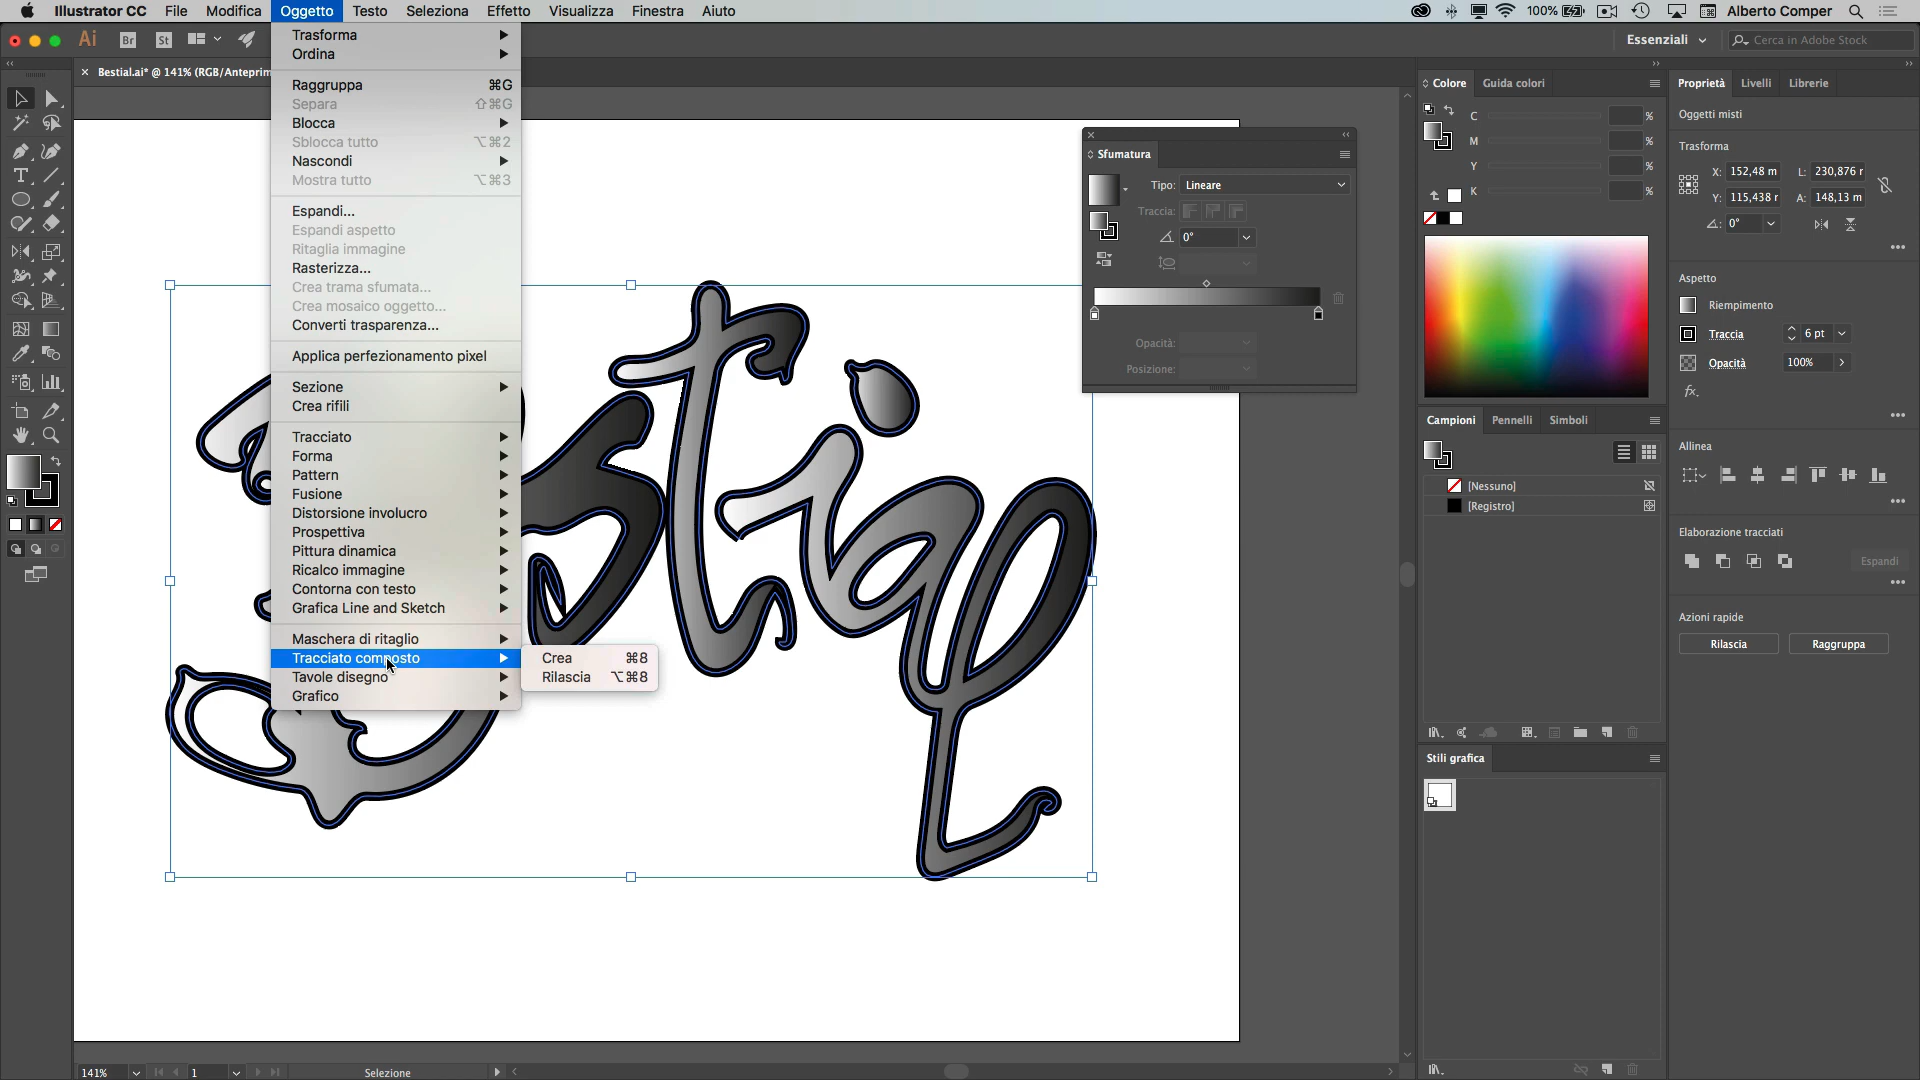 Illustrator CC File Modifica Oggetto Testo Seleziona Effetto Visualizza Finestra Aiuto 100% Alberto Comper
Ai Br St Essenziali Cerca in Adobe Stock
× Bestial.ai* @ 141% (RGB/Anteprim
Trasforma
Ordina
Raggruppa ⌘G
Separa ⇧⌘G
Blocca
Sblocca tutto ⌥⌘2
Nascondi
Mostra tutto ⌥⌘3
Espandi...
Espandi aspetto
Ritaglia immagine
Rasterizza...
Crea trama sfumata...
Crea mosaico oggetto...
Converti trasparenza...
Applica perfezionamento pixel
Sezione
Crea rifili
Tracciato
Forma
Pattern
Fusione
Distorsione involucro
Prospettiva
Pittura dinamica
Ricalco immagine
Contorna con testo
Grafica Line and Sketch
Maschera di ritaglio
Tracciato composto
Tavole disegno
Grafico
Crea ⌘8
Rilascia ⌥⌘8
stial
Sfumatura
Tipo: Lineare
Traccia:
0°
Opacità:
Posizione:
Colore Guida colori
C %
M %
Y %
K %
Campioni Pennelli Simboli
[Nessuno]
[Registro]
Stili grafica
Proprietà Livelli Librerie
Oggetti misti
Trasforma
X: 152,48 m L: 230,876 r
Y: 115,438 r A: 148,13 m
0°
Aspetto
Riempimento
Traccia 6 pt
Opacità 100%
fx.
Allinea
Elaborazione tracciati
Espandi
Azioni rapide
Rilascia Raggruppa
141% 1 Selezione